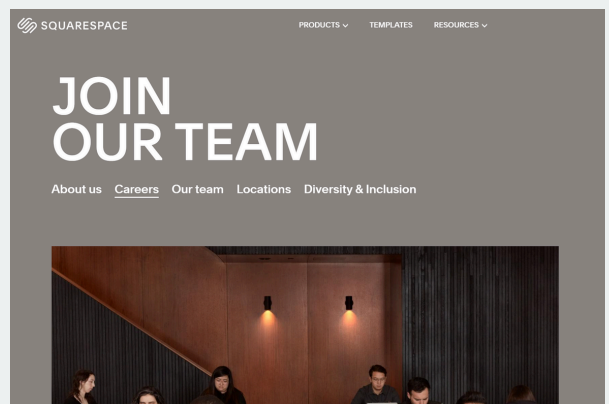 SQUARESPACE
PRODUCTS TEMPLATES RESOURCES
JOIN
OUR TEAM
About us Careers Our team Locations Diversity & Inclusion